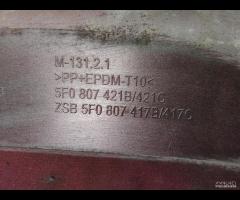 M-131.2.1
>PP+EPDM-T10<
5F0 807 421B/421C
ZSB 5F0 807 417B/417C